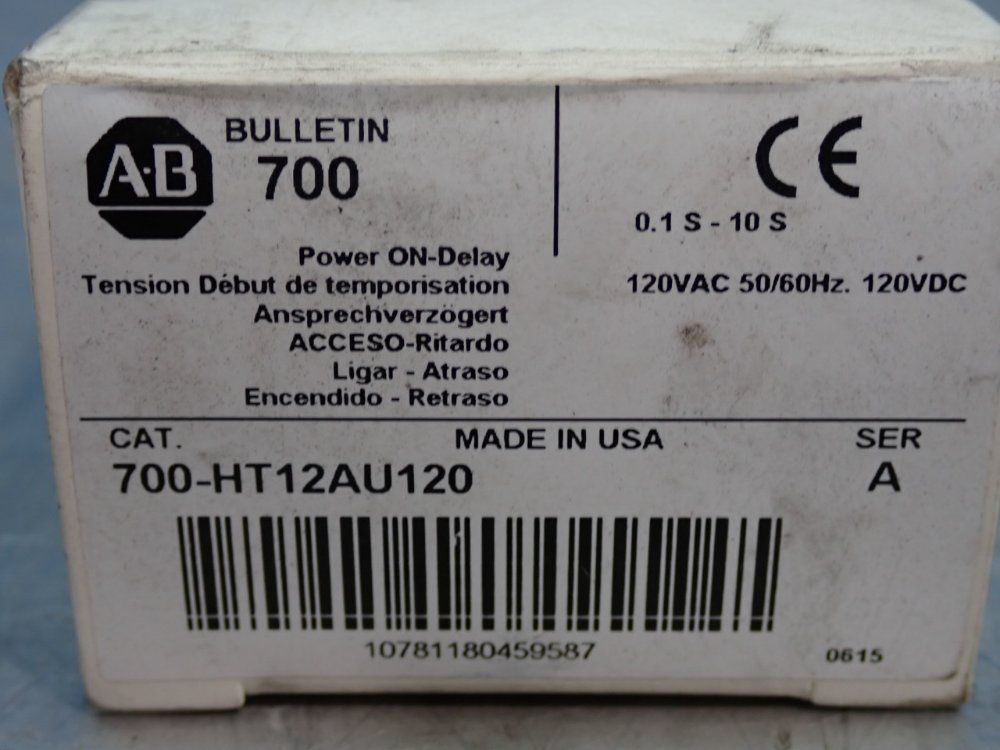 A·B
BULLETIN
700
CE
0.1 S - 10 S
Power ON-Delay
Tension Début de temporisation
Ansprechverzögert
ACCESO-Ritardo
Ligar - Atraso
Encendido - Retraso
120VAC 50/60Hz. 120VDC
CAT. MADE IN USA SER
700-HT12AU120 A
10781180459587 0615